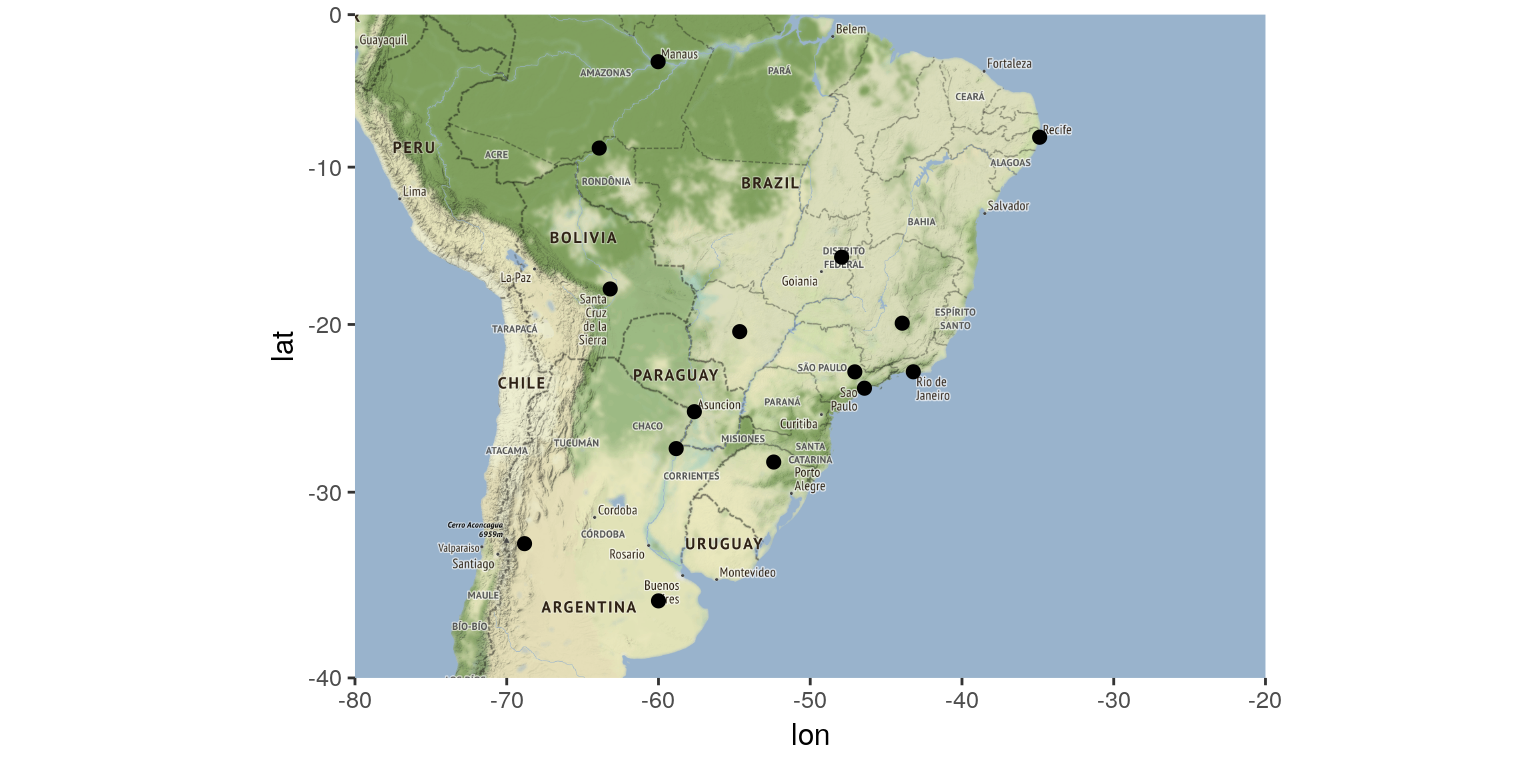 0
Guayaquil
Manaus
Belem
AMAZONAS
PARÁ
Fortaleza
CEARÁ
Recife
PERU
ACRE
-10
ALAGOAS
RONDÔNIA
BRAZIL
Lima
Salvador
BAHIA
BOLIVIA
DISTRITO
FEDERAL
La Paz
Goiania
Santa
Cruz
de la
Sierra
ESPÍRITO
SANTO
-20
TARAPACÁ
lat
SÃO PAULO
PARAGUAY
CHILE
Rio de
Janeiro
Sao
Paulo
Asuncion
PARANÁ
CHACO
Curitiba
MISIONES
TUCUMÁN
ATACAMA
SANTA
CATARINA
CORRIENTES
Porto
Alegre
-30
Cordoba
Cerro Aconcagua
6959m
CÓRDOBA
Valparaiso
Santiago
Rosario
URUGUAY
Montevideo
Buenos
res
MAULE
ARGENTINA
BÍO-BÍO
-40
-80
-70
-60
-50
-40
-30
-20
lon